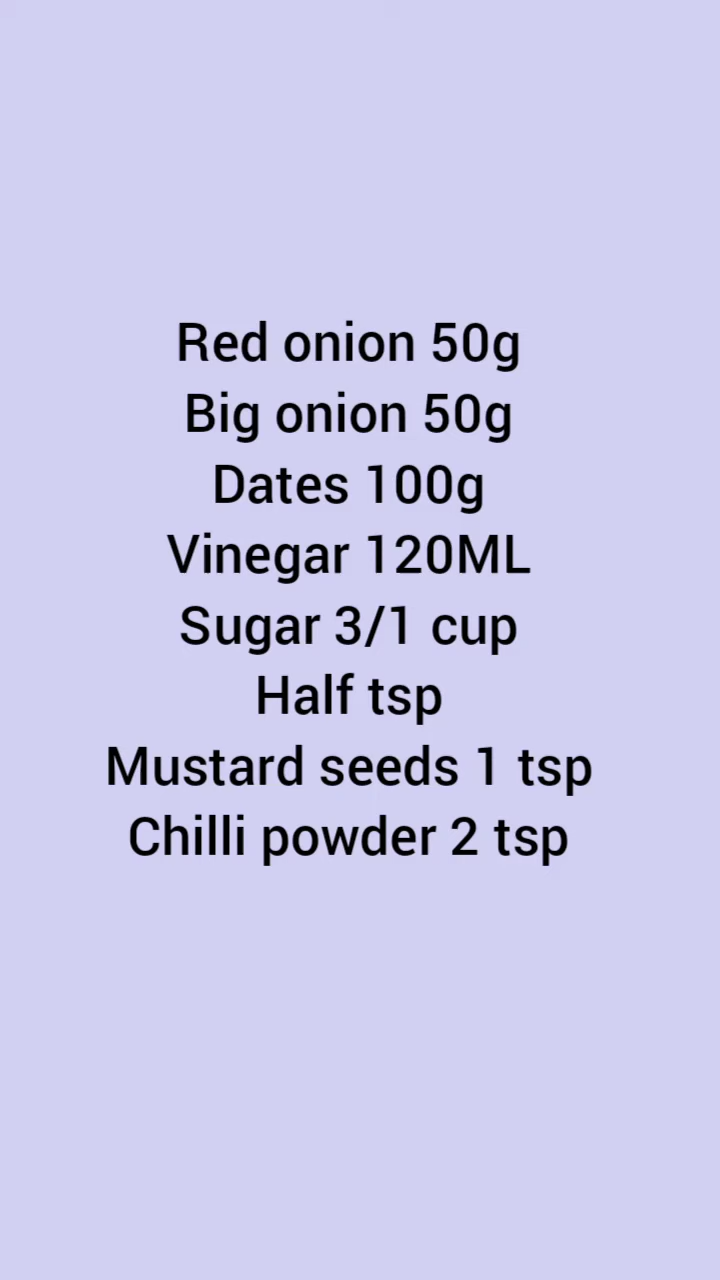 Red onion 50g
Big onion 50g
Dates 100g
Vinegar 120ML
Sugar 3/1 cup
Half tsp
Mustard seeds 1 tsp
Chilli powder 2 tsp